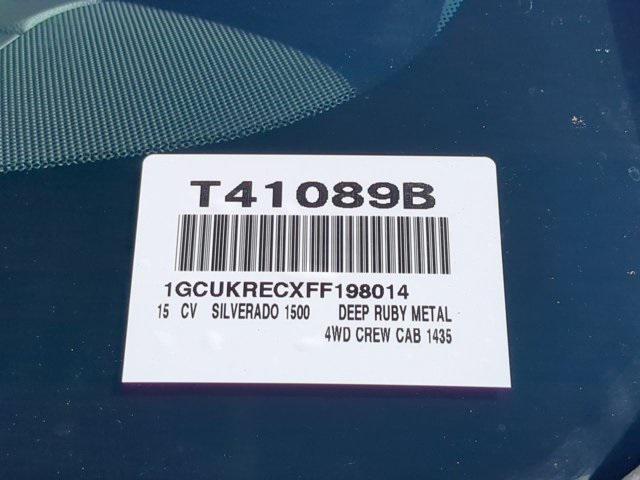 T41089B
1GCUKRECXFF198014
15 CV SILVERADO 1500 DEEP RUBY METAL
4WD CREW CAB 1435